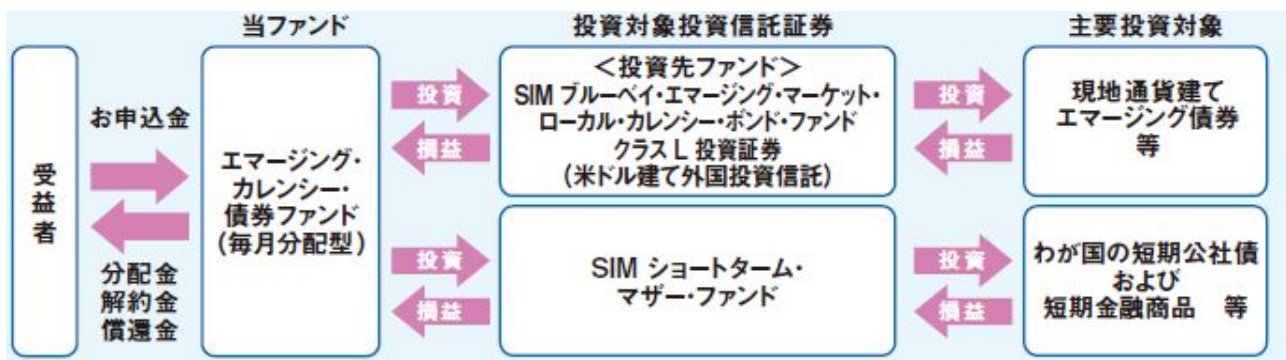 当ファンド
投資対象投資信託証券
主要投資対象
受益者
お申込金
分配金
解約金
償還金
エマージング・
カレンシー・
債券ファンド
(毎月分配型)
投資
損益
<投資先ファンド>
SIM ブルーベイ・エマージング・マーケット・
ローカル・カレンシー・ボンド・ファンド
クラス L 投資証券
(米ドル建て外国投資信託)
投資
損益
現地通貨建て
エマージング債券
等
投資
損益
SIM ショートターム・
マザー・ファンド
投資
損益
わが国の短期公社債
および
短期金融商品 等